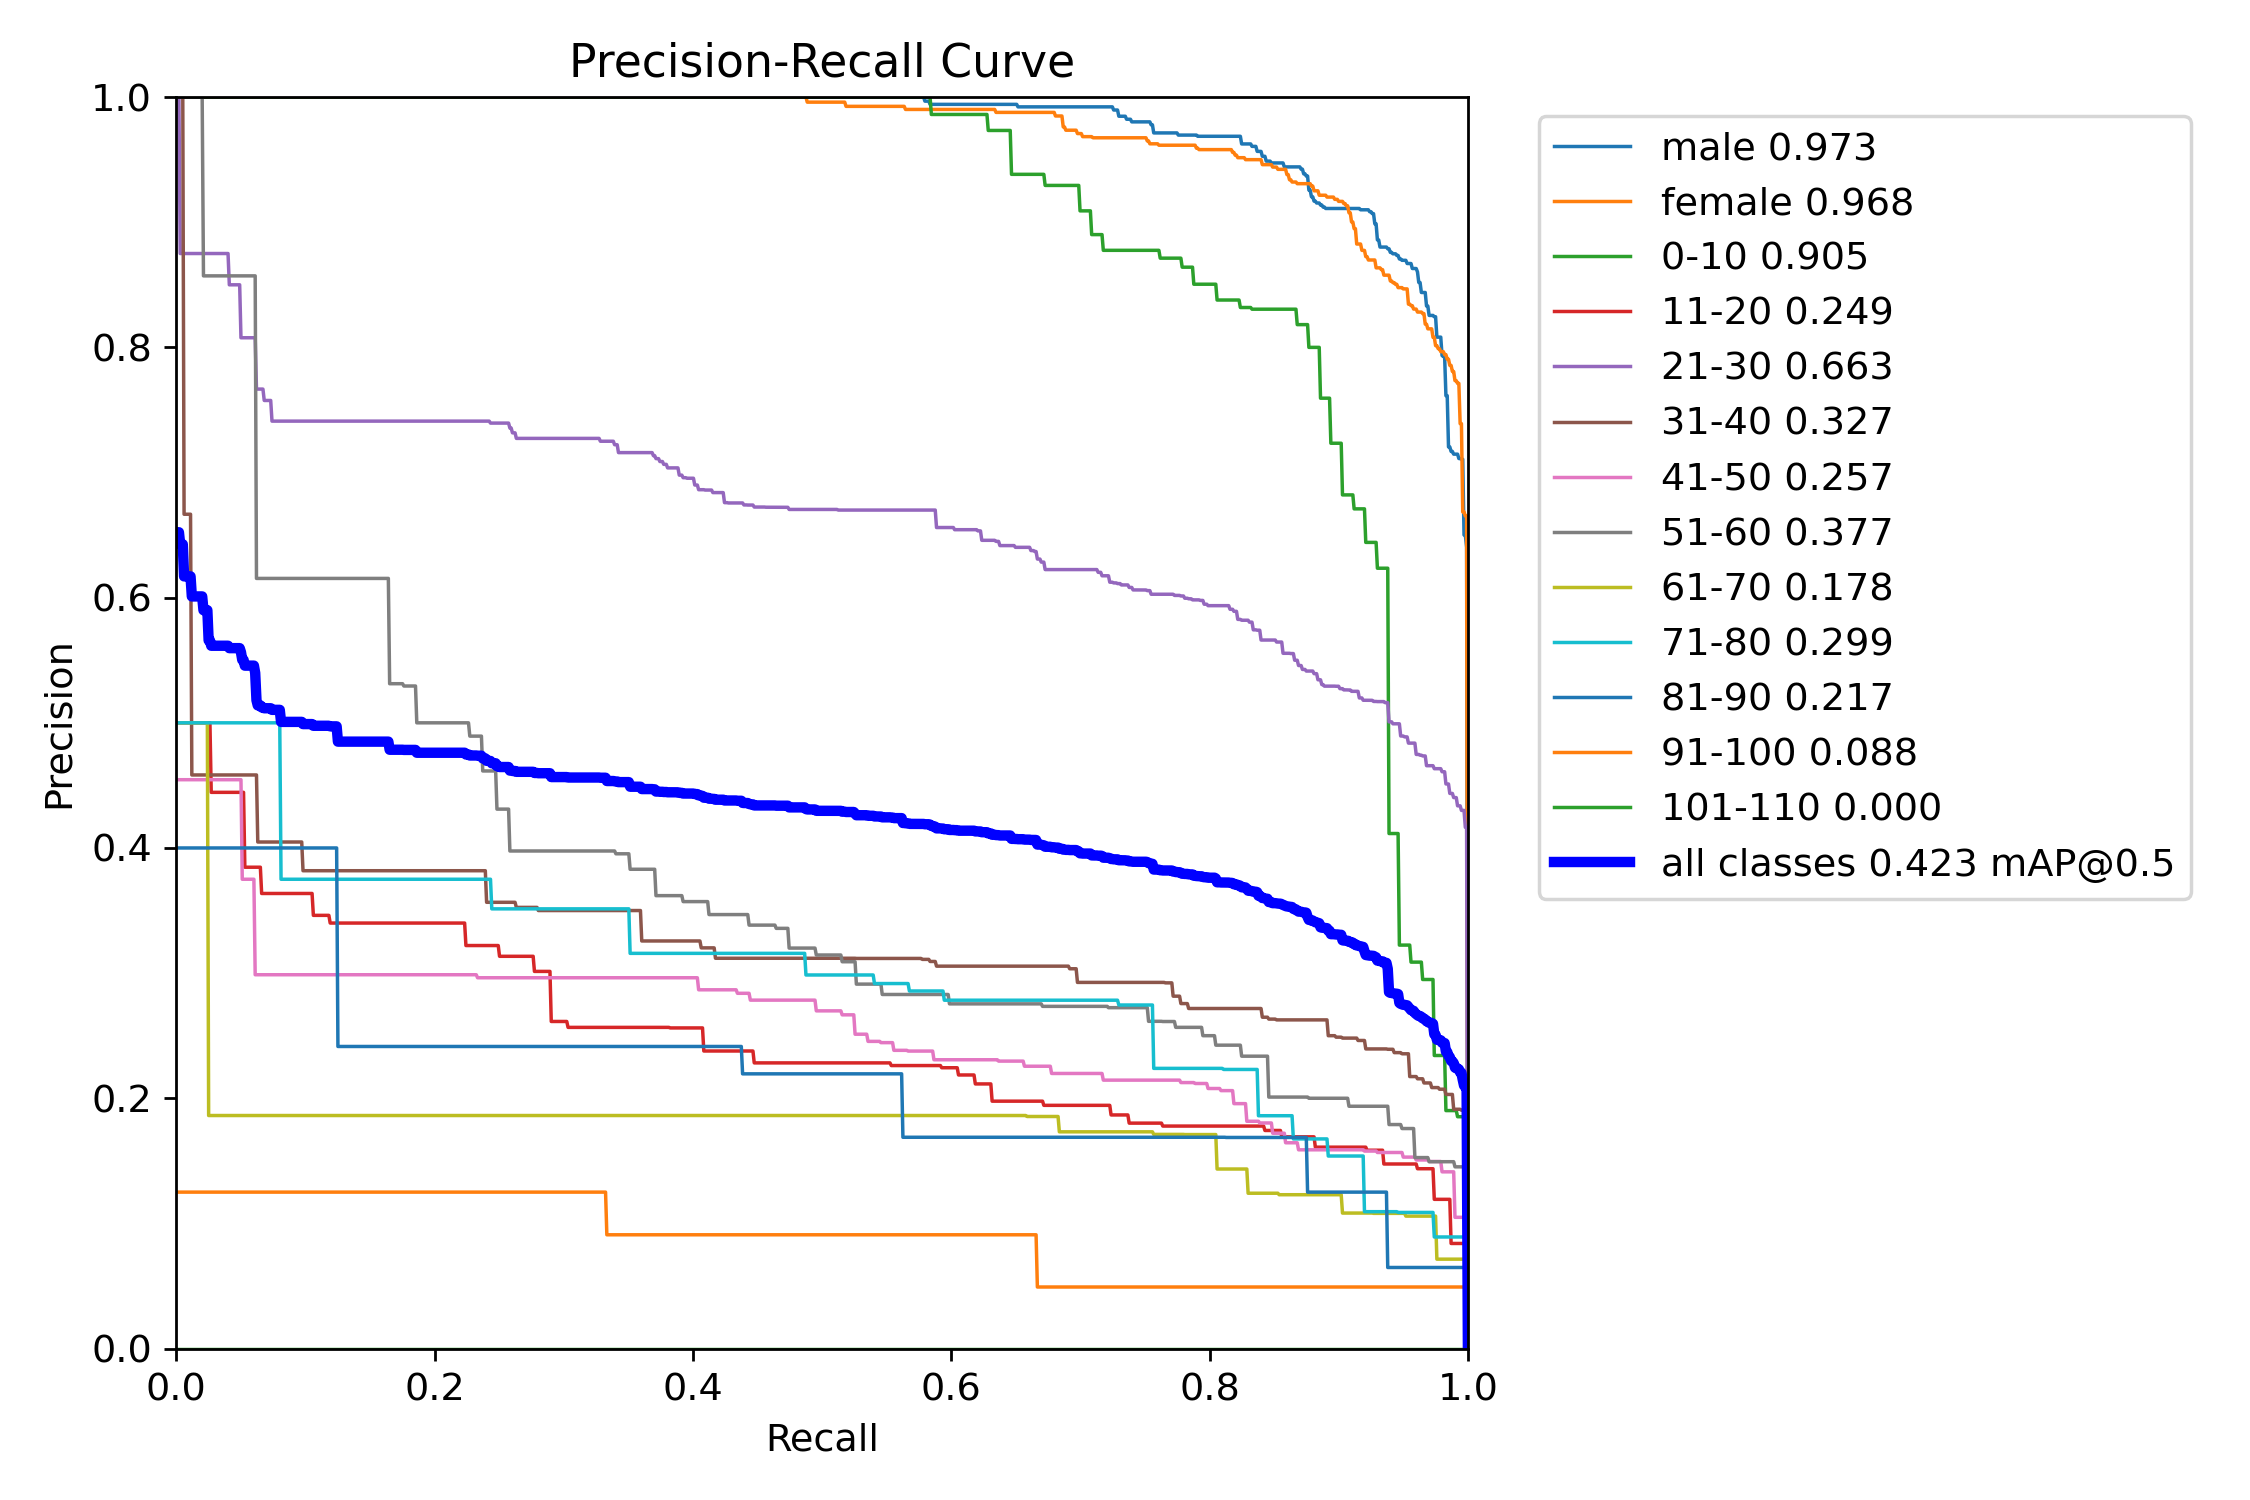 Precision-Recall Curve
1.0
0.8
0.6
0.4
0.2
0.0
Precision
0.0 0.2 0.4 0.6 0.8 1.0
Recall
male 0.973
female 0.968
0-10 0.905
11-20 0.249
21-30 0.663
31-40 0.327
41-50 0.257
51-60 0.377
61-70 0.178
71-80 0.299
81-90 0.217
91-100 0.088
101-110 0.000
all classes 0.423 mAP@0.5